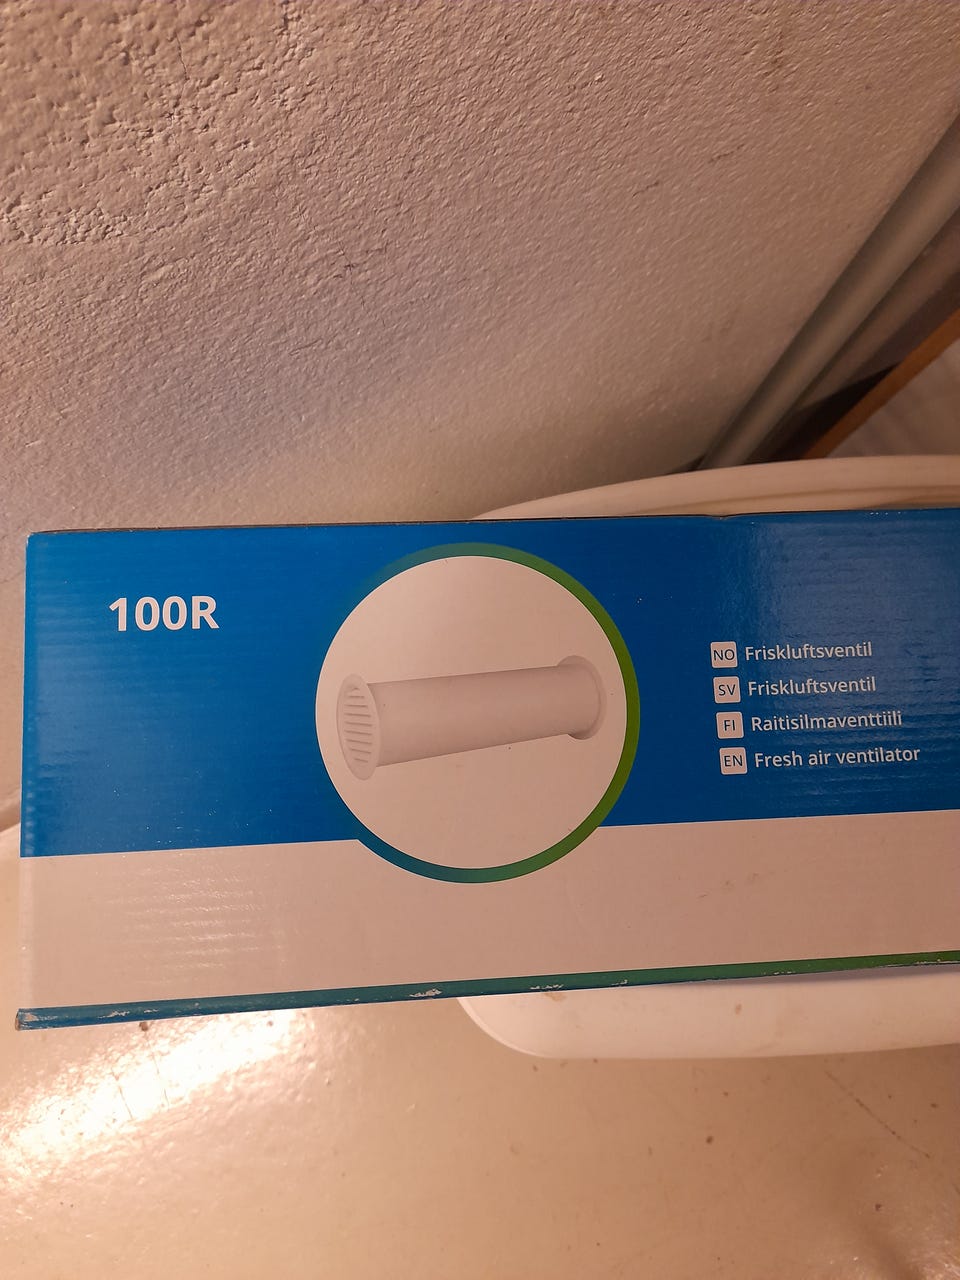 100R
NO Friskluftsventil
SV Friskluftsventil
FI Raitisilmaventtiili
EN Fresh air ventilator